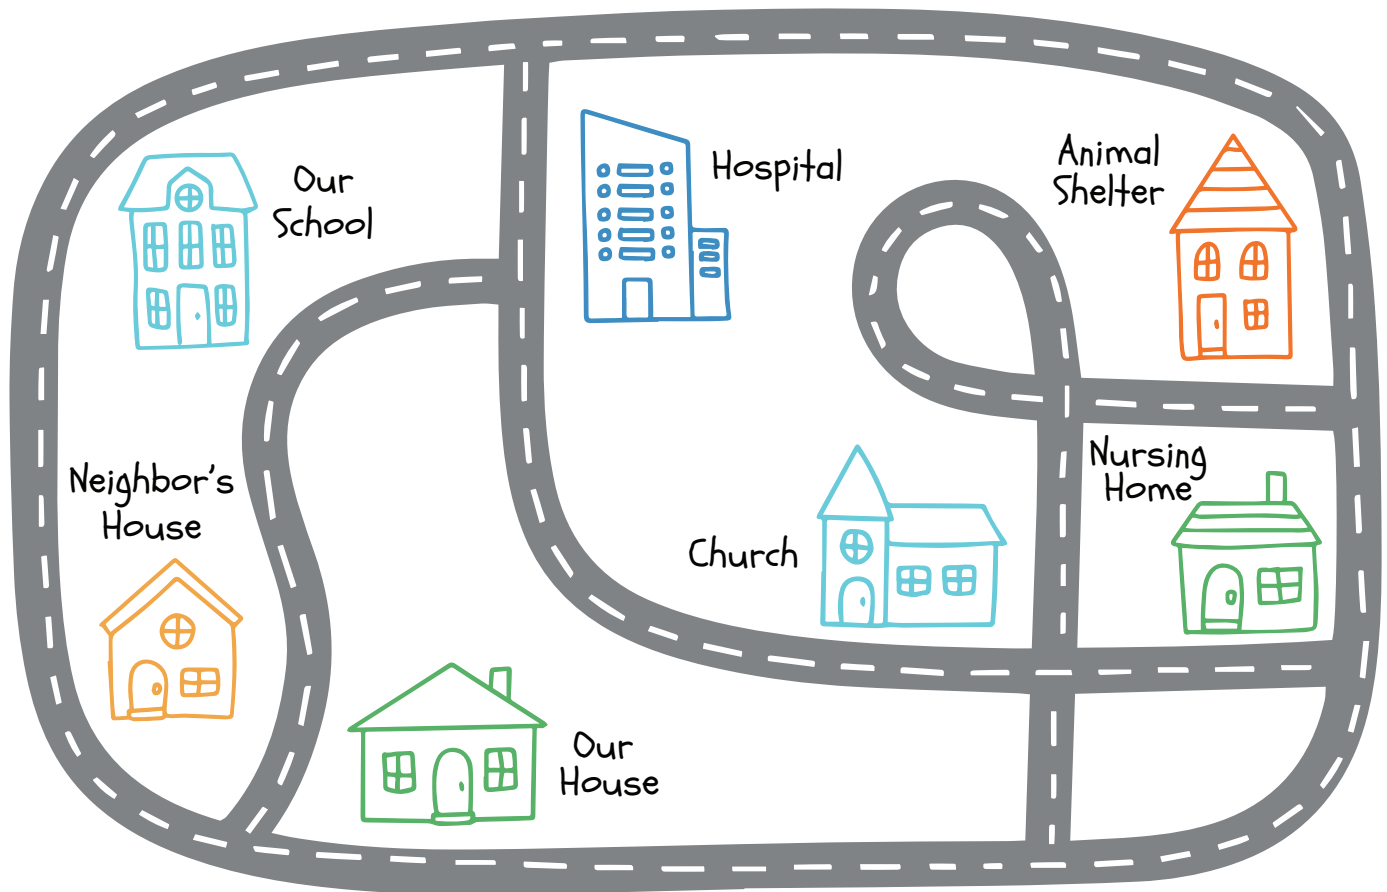 Our
School
Hospital
Animal
Shelter
Neighbor's
House
Church
Nursing
Home
Our
House